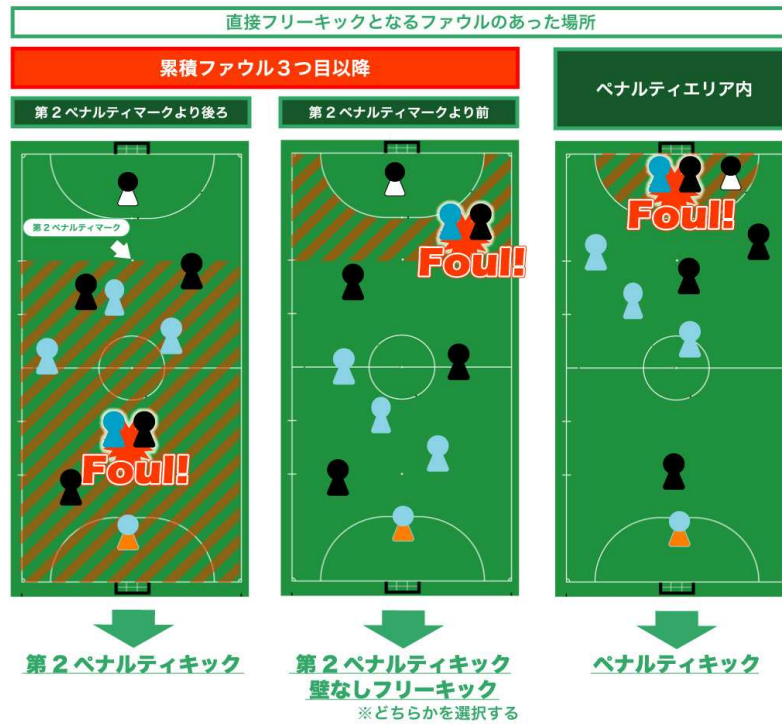 直接フリーキックとなるファウルのあった場所
累積ファウル３つ目以降
ペナルティエリア内
第２ペナルティマークより後ろ
第２ペナルティマークより前
第２ペナルティマーク
Foul!
Foul!
Foul!
第２ペナルティキック
第２ペナルティキック
壁なしフリーキック
※どちらかを選択する
ペナルティキック